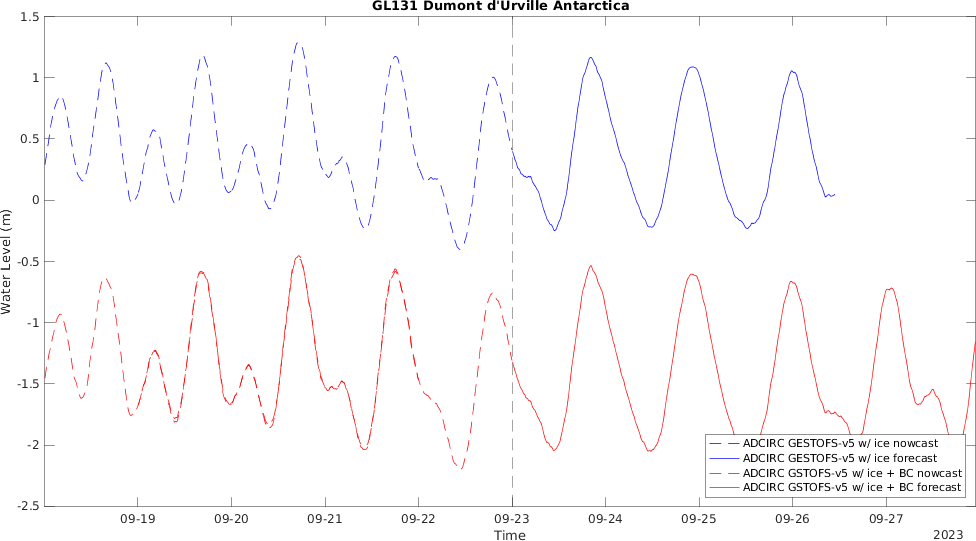 GL131 Dumont d'Urville Antarctica
1.5
1
0.5
0
-0.5
-1
-1.5
-2
-2.5
Water Level (m)
ADCIRC GESTOFS-v5 w/ ice nowcast
ADCIRC GESTOFS-v5 w/ ice forecast
ADCIRC GSTOFS-v5 w/ ice + BC nowcast
ADCIRC GSTOFS-v5 w/ ice + BC forecast
09-19 09-20 09-21 09-22 09-23 09-24 09-25 09-26 09-27
Time
2023